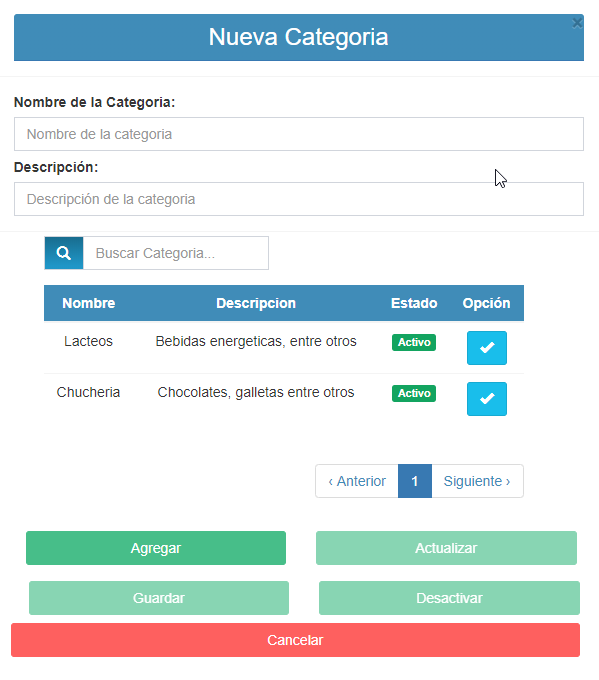 Nueva Categoria
×
Nombre de la Categoria:
Nombre de la categoria
Descripción:
Descripción de la categoria
Buscar Categoria...
Nombre Descripcion Estado Opción
Lacteos Bebidas energeticas, entre otros Activo
Chucheria Chocolates, galletas entre otros Activo
‹ Anterior 1 Siguiente ›
Agregar Actualizar
Guardar Desactivar
Cancelar